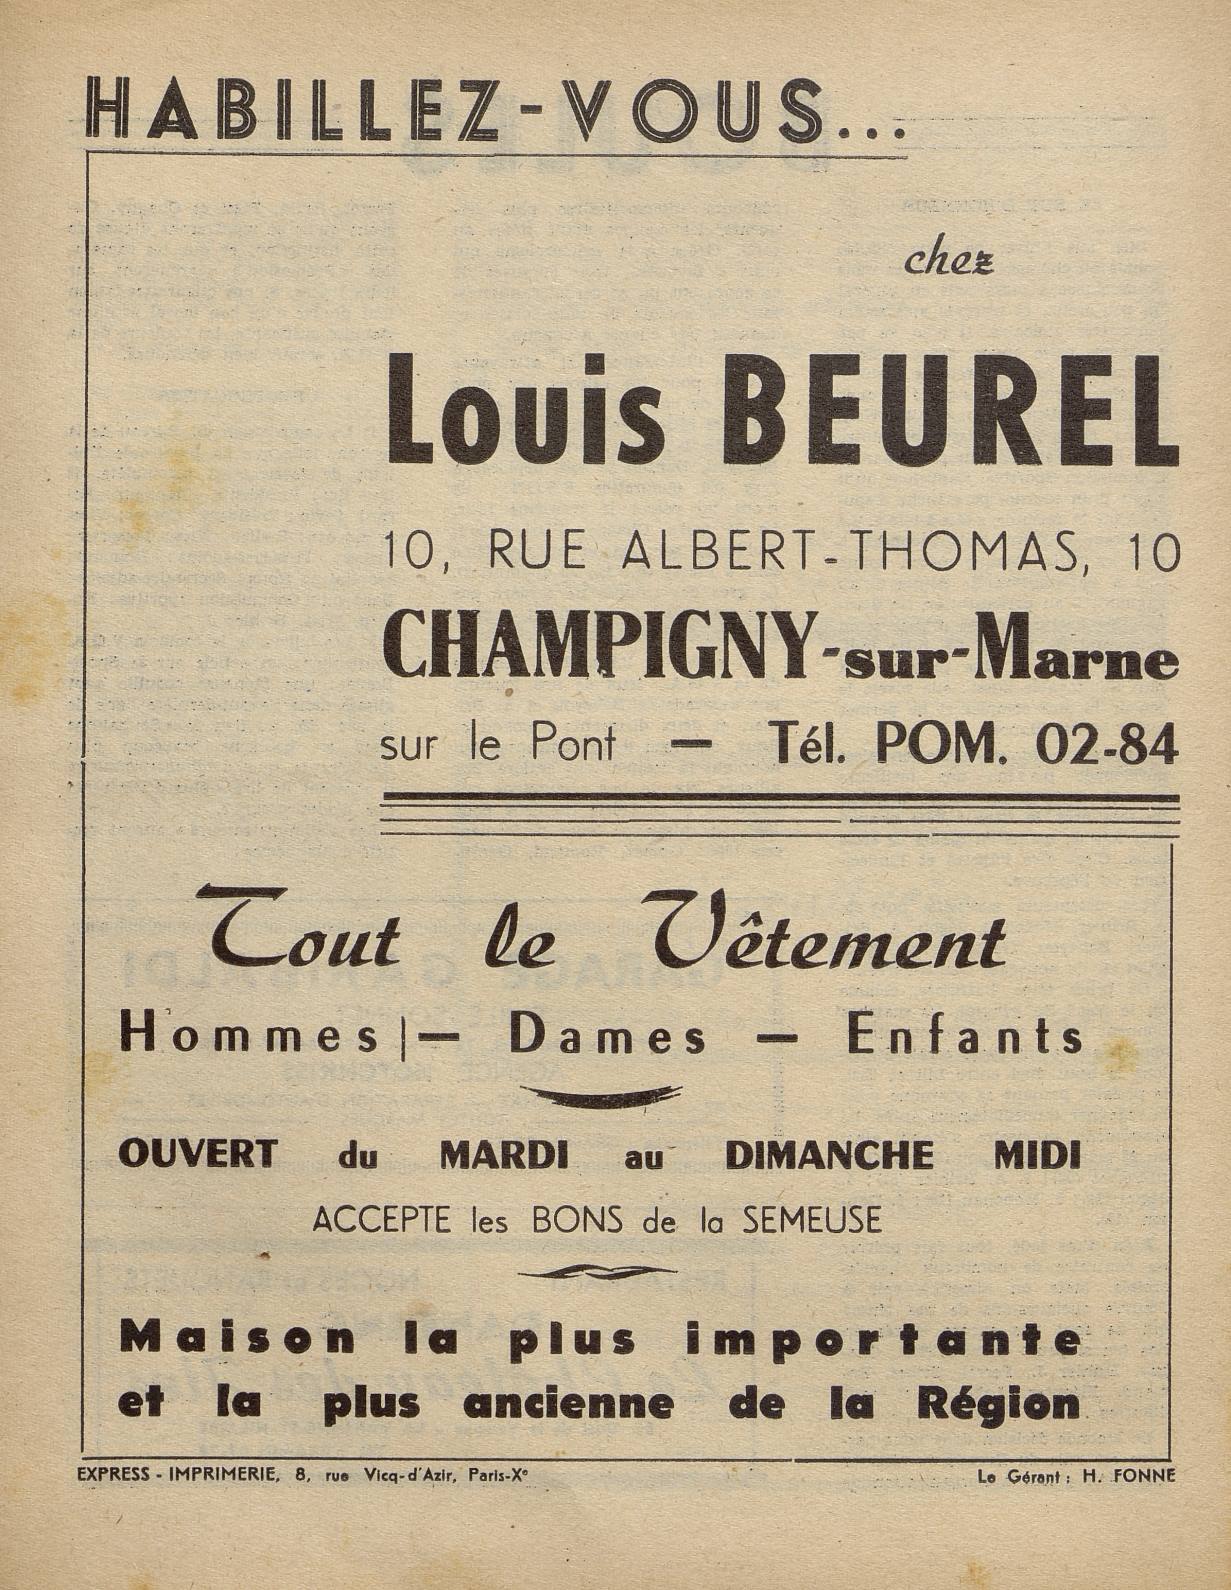 HABILLEZ-VOUS...
chez
Louis BEUREL
10, RUE ALBERT-THOMAS, 10
CHAMPIGNY-sur-Marne
sur le Pont — Tél. POM. 02-84
Tout le Vêtement
Hommes — Dames — Enfants
OUVERT du MARDI au DIMANCHE MIDI
ACCEPTE les BONS de la SEMEUSE
Maison la plus importante
et la plus ancienne de la Région
EXPRESS - IMPRIMERIE, 8, rue Vicq-d'Azir, Paris-Xe
Le Gérant : H. FONNE